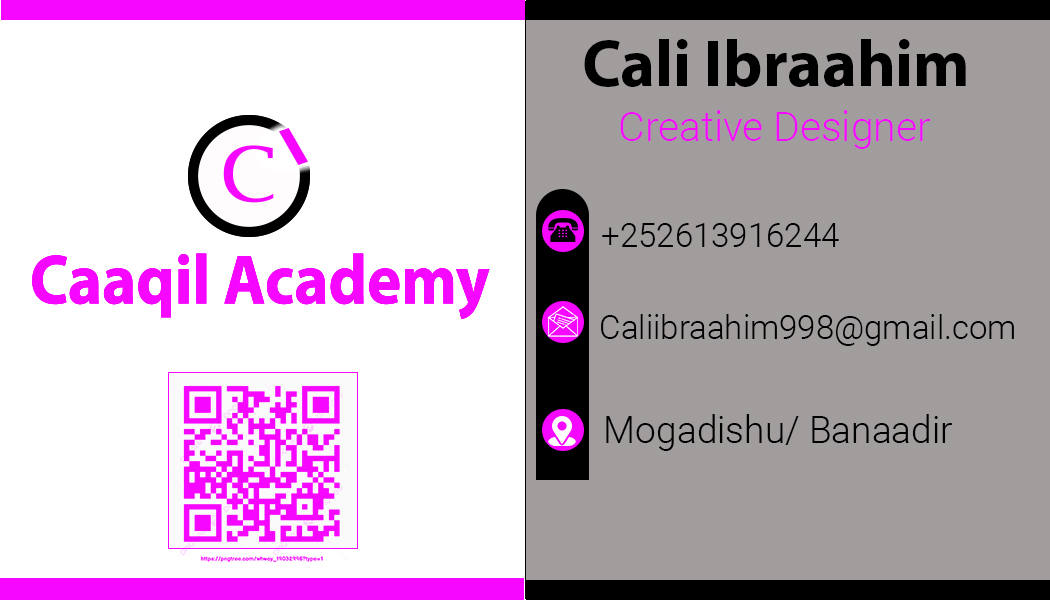 C
Caaqil Academy
Cali Ibraahim
Creative Designer
+252613916244
Caliibraahim998@gmail.com
Mogadishu/ Banaadir